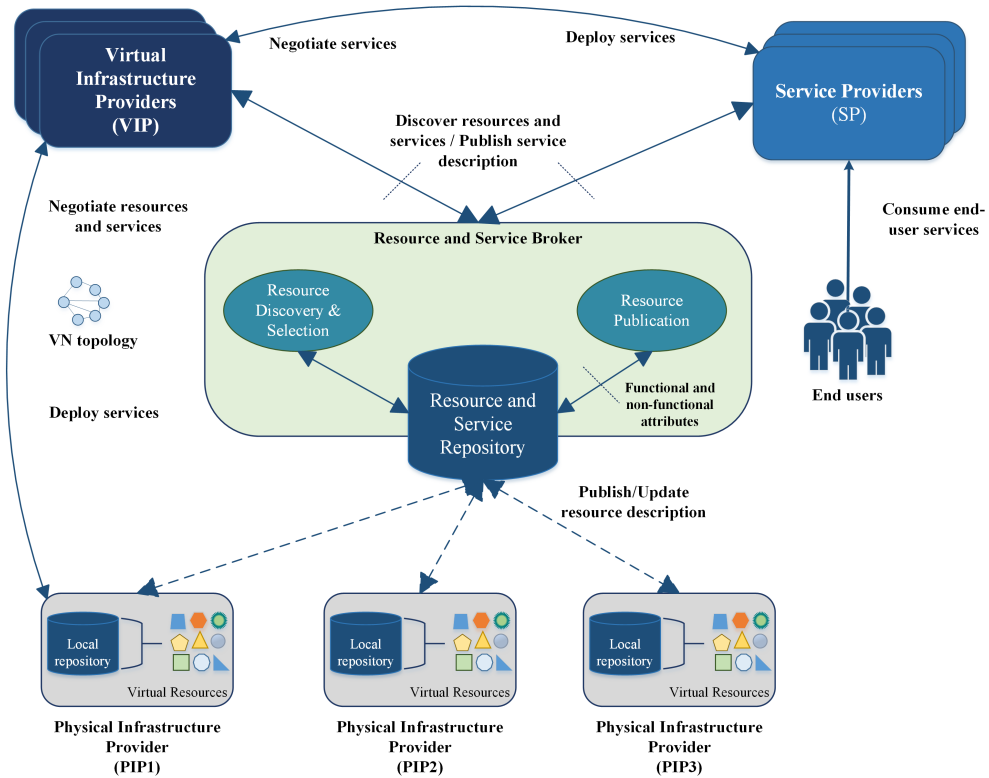 Virtual
Infrastructure
Providers
(VIP)
Negotiate services
Deploy services
Service Providers
(SP)
Discover resources and
services / Publish service
description
Negotiate resources
and services
Consume end-
user services
Resource and Service Broker
Resource
Discovery &
Selection
Resource
Publication
VN topology
Functional and
non-functional
attributes
End users
Deploy services
Resource and
Service
Repository
Publish/Update
resource description
Local
repository
Virtual Resources
Local
repository
Virtual Resources
Local
repository
Virtual Resources
Physical Infrastructure
Provider
(PIP1)
Physical Infrastructure
Provider
(PIP2)
Physical Infrastructure
Provider
(PIP3)